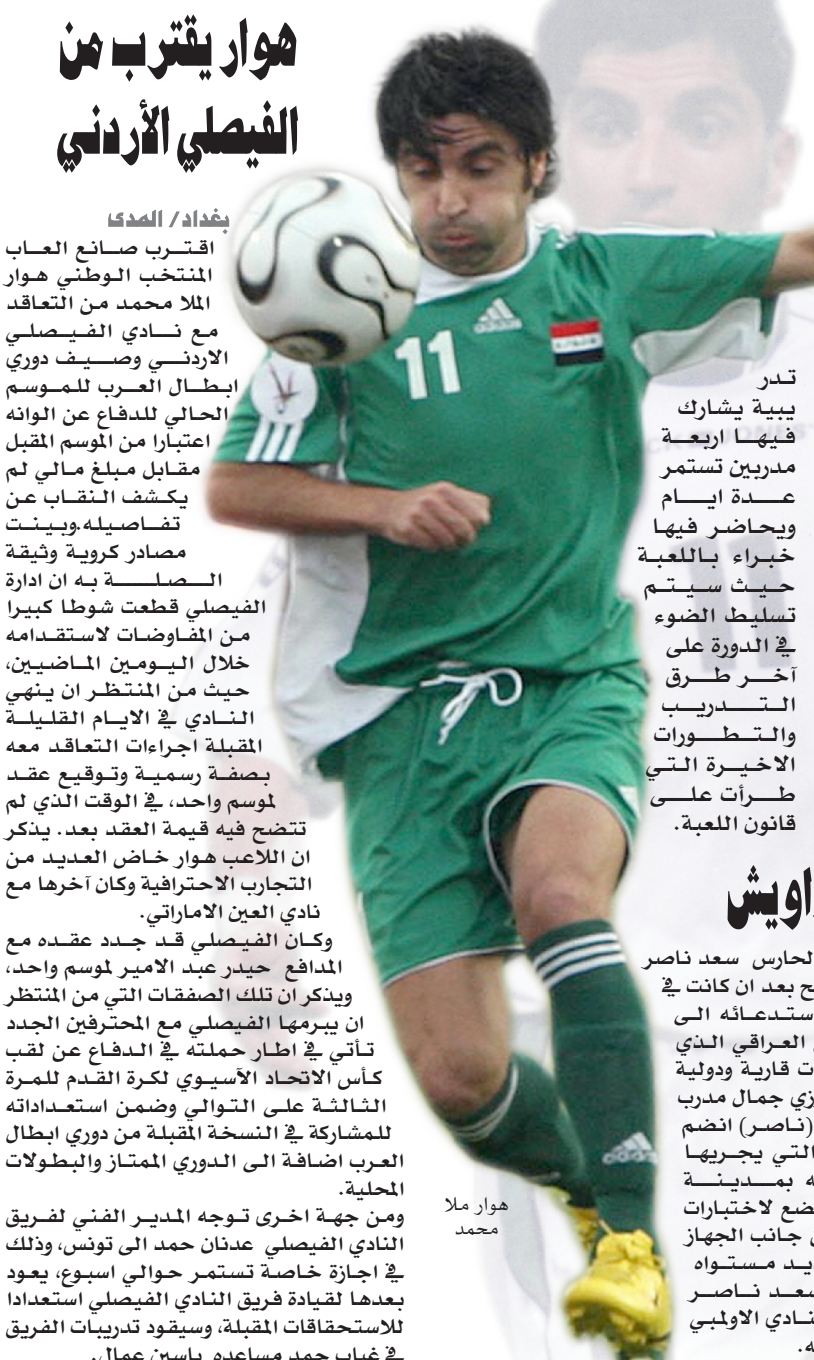 هوار يقترب من
الفيصلي الأردني
بغداد/ المدى
اقترب صانع العاب
المنتخب الوطني هوار
الملا محمد من التعاقد
مع نادي الفيصلي
الاردني وصيف دوري
ابطال العرب للموسم
الحالي للدفاع عن الوانه
اعتبارا من الموسم المقبل
مقابل مبلغ مالي لم
يكشف النقاب عن
تفاصيله.وبينت
مصادر كروية وثيقة
الصلة به ان ادارة
الفيصلي قطعت شوطا كبيرا
من المفاوضات لاستقدامه
خلال اليومين الماضيين،
حيث من المنتظر ان ينهي
النادي في الايام القليلة
المقبلة اجراءات التعاقد معه
بصفة رسمية وتوقيع عقد
لموسم واحد، في الوقت الذي لم
تتضح فيه قيمة العقد بعد. يذكر
ان اللاعب هوار خاض العديد من
التجارب الاحترافية وكان آخرها مع
نادي العين الاماراتي.
وكان الفيصلي قد جدد عقده مع
المدافع حيدر عبد الامير لموسم واحد،
ويذكر ان تلك الصفقات التي من المنتظر
ان يبرمها الفيصلي مع المحترفين الجدد
تأتي في اطار حملته في الدفاع عن لقب
كأس الاتحاد الآسيوي لكرة القدم للمرة
الثالثة على التوالي وضمن استعداداته
للمشاركة في النسخة المقبلة من دوري ابطال
العرب اضافة الى الدوري الممتاز والبطولات
المحلية.
ومن جهة اخرى توجه المدير الفني لفريق
النادي الفيصلي عدنان حمد الى تونس، وذلك
في اجازة خاصة تستمر حوالي اسبوع، يعود
بعدها لقيادة فريق النادي الفيصلي استعدادا
للاستحقاقات المقبلة، وسيقود تدريبات الفريق
في غياب حمد مساعده ياسين عمال.
هوار ملا
محمد
adidas
11
تدر
يبية يشارك
فيها اربعة
مدربين تستمر
عدة ايام
ويحاضر فيها
خبراء باللعبة
حيث سيتم
تسليط الضوء
في الدورة على
آخر طرق
التدريب
والتطورات
الاخيرة التي
طرأت على
قانون اللعبة.
اويش
لحارس سعد ناصر
ح بعد ان كانت في
ستدعائه الى
العراقي الذي
ت قارية ودولية
زي جمال مدرب
(ناصر) انضم
التي يجريها
ه بمدينة
ضع لاختبارات
جانب الجهاز
يد مستواه
سعد ناصر
نادي الاولمبي
ه.